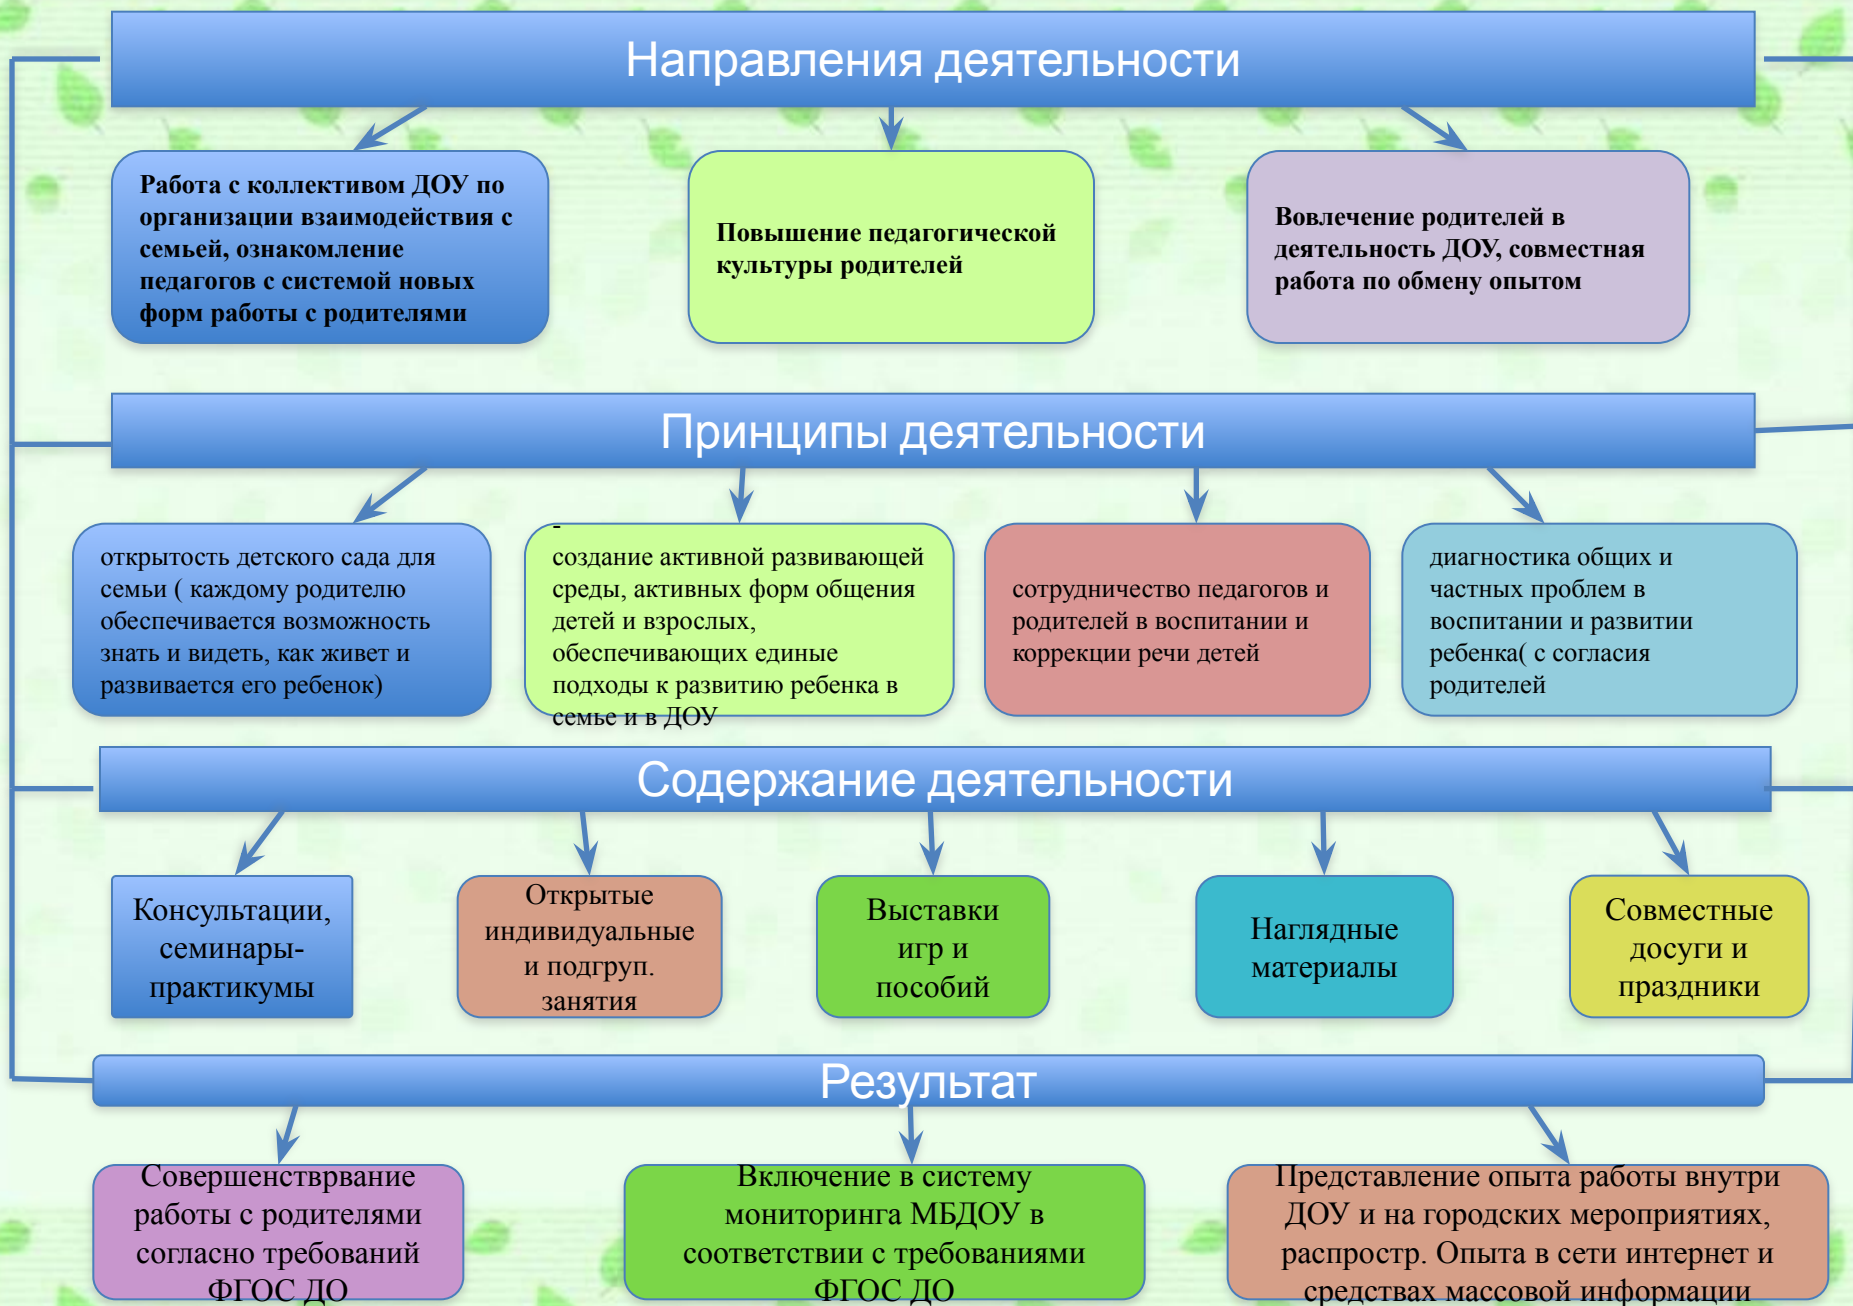 Направления деятельности
Работа с коллективом ДОУ по
организации взаимодействия с
семьей, ознакомление
педагогов с системой новых
форм работы с родителями
Повышение педагогической
культуры родителей
Вовлечение родителей в
деятельность ДОУ, совместная
работа по обмену опытом
Принципы деятельности
открытость детского сада для
семьи ( каждому родителю
обеспечивается возможность
знать и видеть, как живет и
развивается его ребенок)
-
создание активной развивающей
среды, активных форм общения
детей и взрослых,
обеспечивающих единые
подходы к развитию ребенка в
семье и в ДОУ
сотрудничество педагогов и
родителей в воспитании и
коррекции речи детей
диагностика общих и
частных проблем в
воспитании и развитии
ребенка( с согласия
родителей
Содержание деятельности
Консультации,
семинары-
практикумы
Открытые
индивидуальные
и подгруп.
занятия
Выставки
игр и
пособий
Наглядные
материалы
Совместные
досуги и
праздники
Результат
Совершенстврвание
работы с родителями
согласно требований
ФГОС ДО
Включение в систему
мониторинга МБДОУ в
соответствии с требованиями
ФГОС ДО
Представление опыта работы внутри
ДОУ и на городских мероприятиях,
распростр. Опыта в сети интернет и
средствах массовой информации